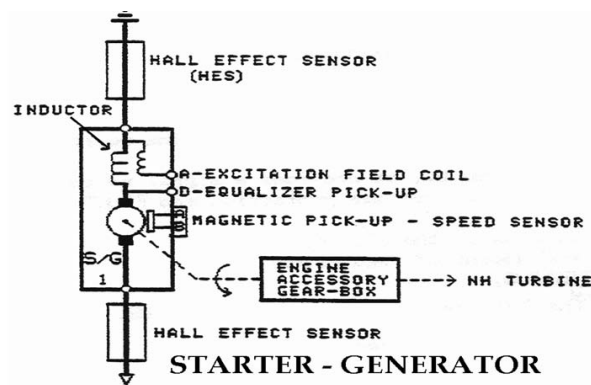 HALL EFFECT SENSOR
(HES)
INDUCTOR
A-EXCITATION FIELD COIL
D-EQUALIZER PICK-UP
MAGNETIC PICK-UP - SPEED SENSOR
S/G
1
ENGINE
ACCESSORY
GEAR-BOX
NH TURBINE
HALL EFFECT SENSOR
STARTER - GENERATOR